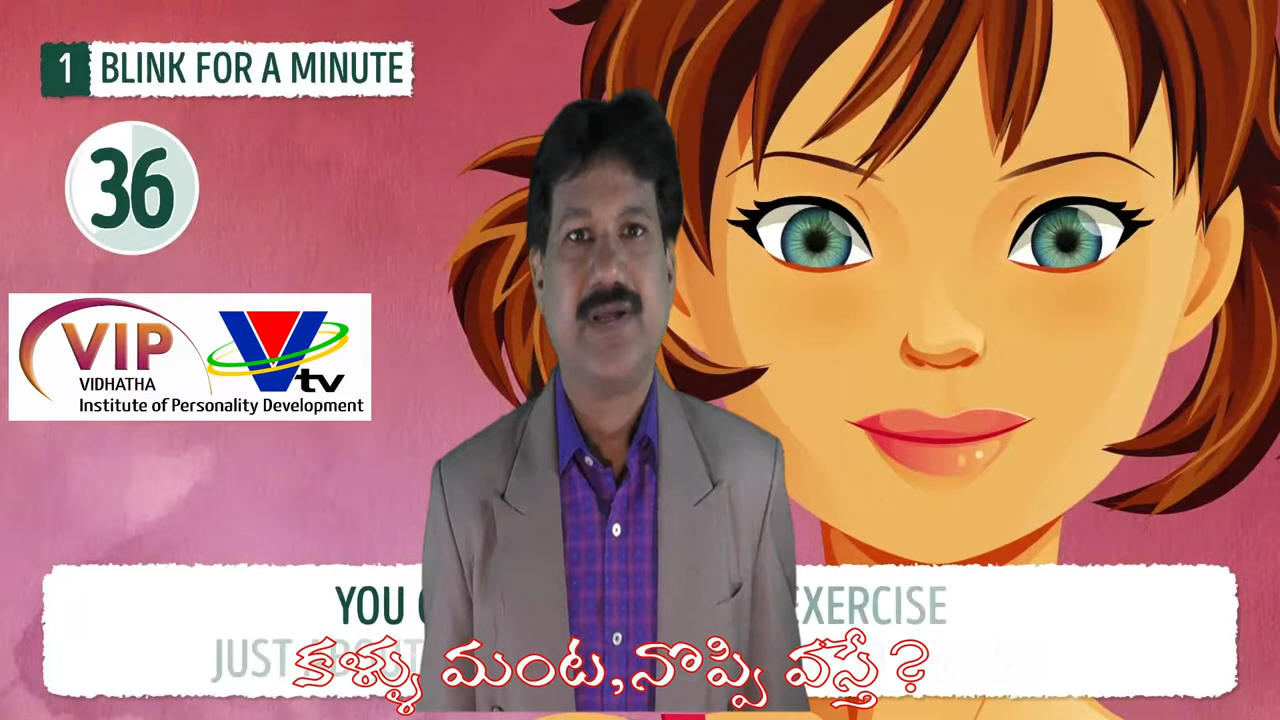 1 BLINK FOR A MINUTE
36
VIP
VIDHATHA
Institute of Personality Development
tv
YOU EXERCISE
JUST
కళ్ళు మంట,నొప్పి వస్తే?